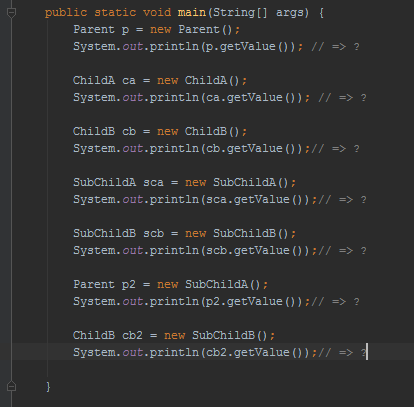 public static void main(String[] args) {
Parent p = new Parent();
System.out.println(p.getValue()); // => ?
ChildA ca = new ChildA();
System.out.println(ca.getValue()); // => ?
ChildB cb = new ChildB();
System.out.println(cb.getValue());// => ?
SubChildA sca = new SubChildA();
System.out.println(sca.getValue());// => ?
SubChildB scb = new SubChildB();
System.out.println(scb.getValue());// => ?
Parent p2 = new SubChildA();
System.out.println(p2.getValue());// => ?
ChildB cb2 = new SubChildB();
System.out.println(cb2.getValue());// => ?
}